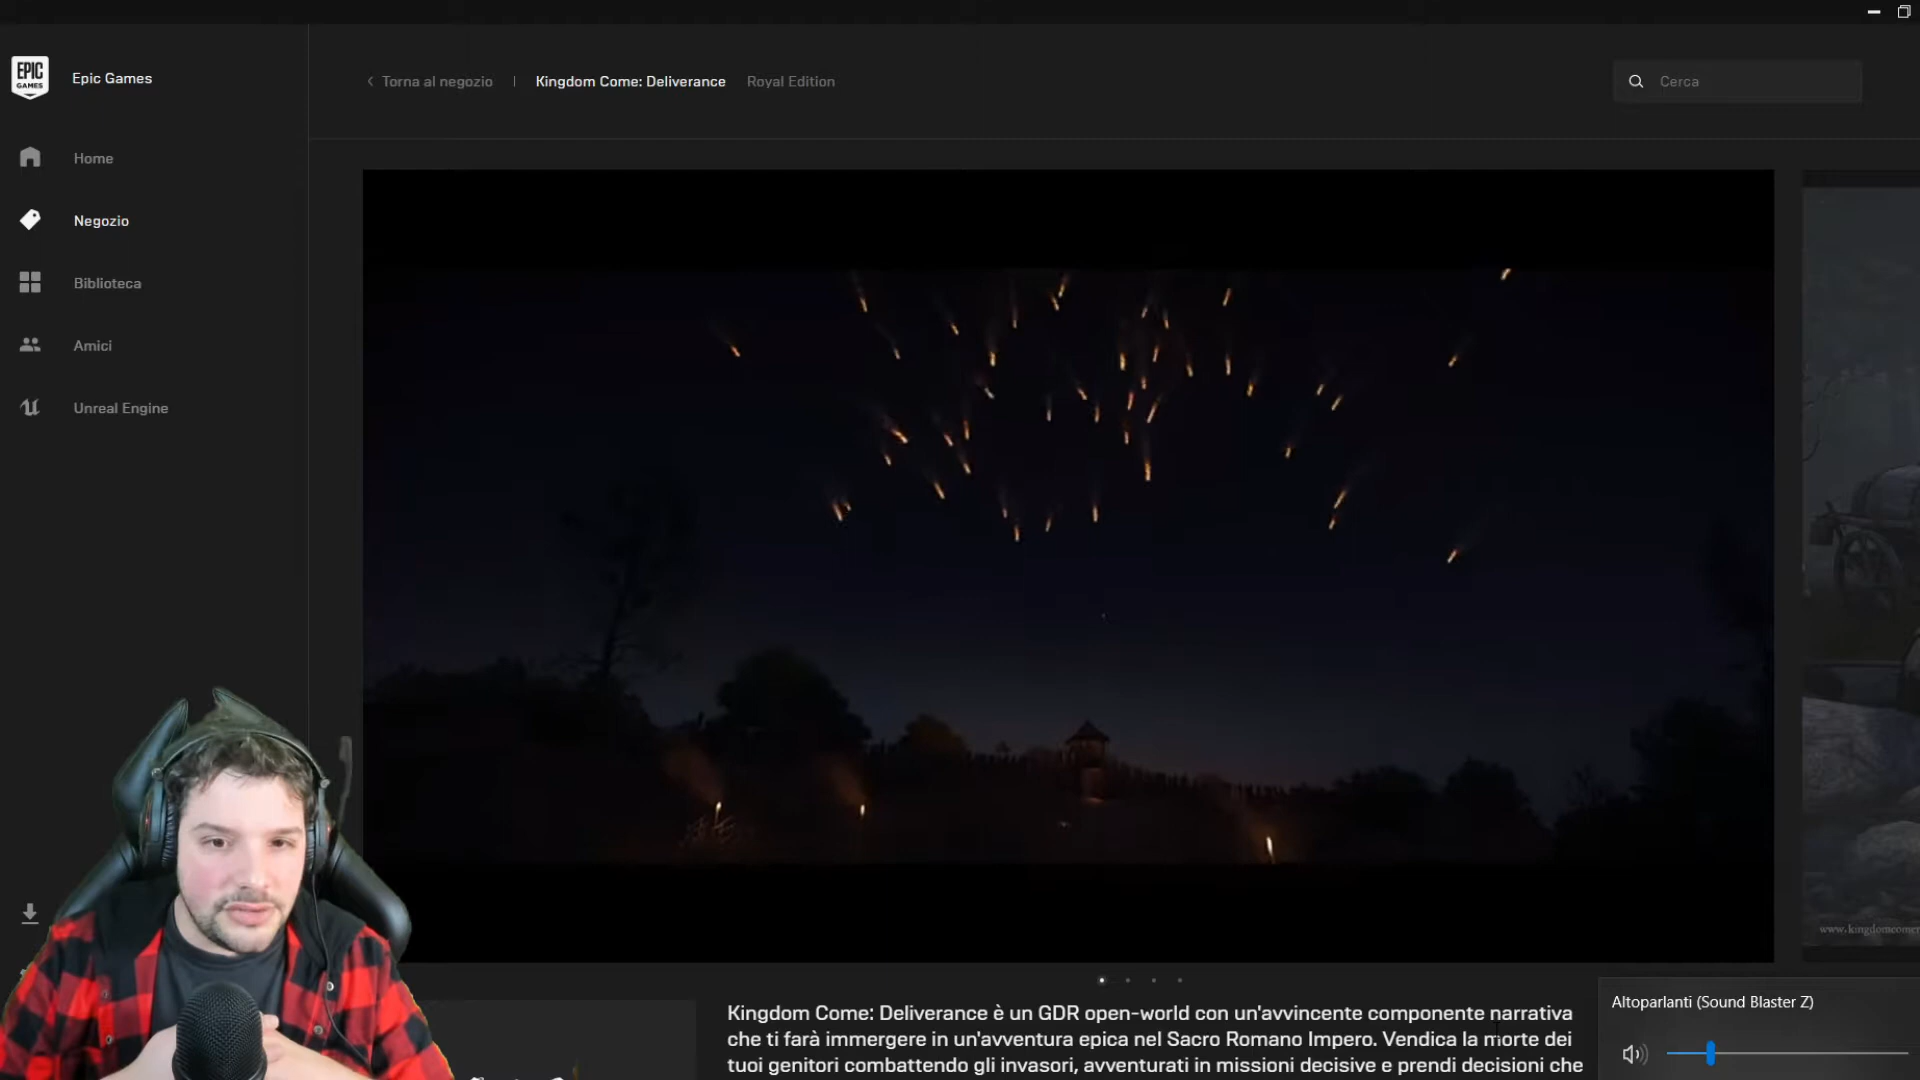 EPIC
GAMES
Epic Games
Torna al negozio
Kingdom Come: Deliverance
Royal Edition
Cerca
Home
Negozio
Biblioteca
Amici
Unreal Engine
Kingdom Come: Deliverance è un GDR open-world con un'avvincente componente narrativa
che ti farà immergere in un'avventura epica nel Sacro Romano Impero. Vendica la morte dei
tuoi genitori combattendo gli invasori, avventurati in missioni decisive e prendi decisioni che
Altoparlanti (Sound Blaster Z)